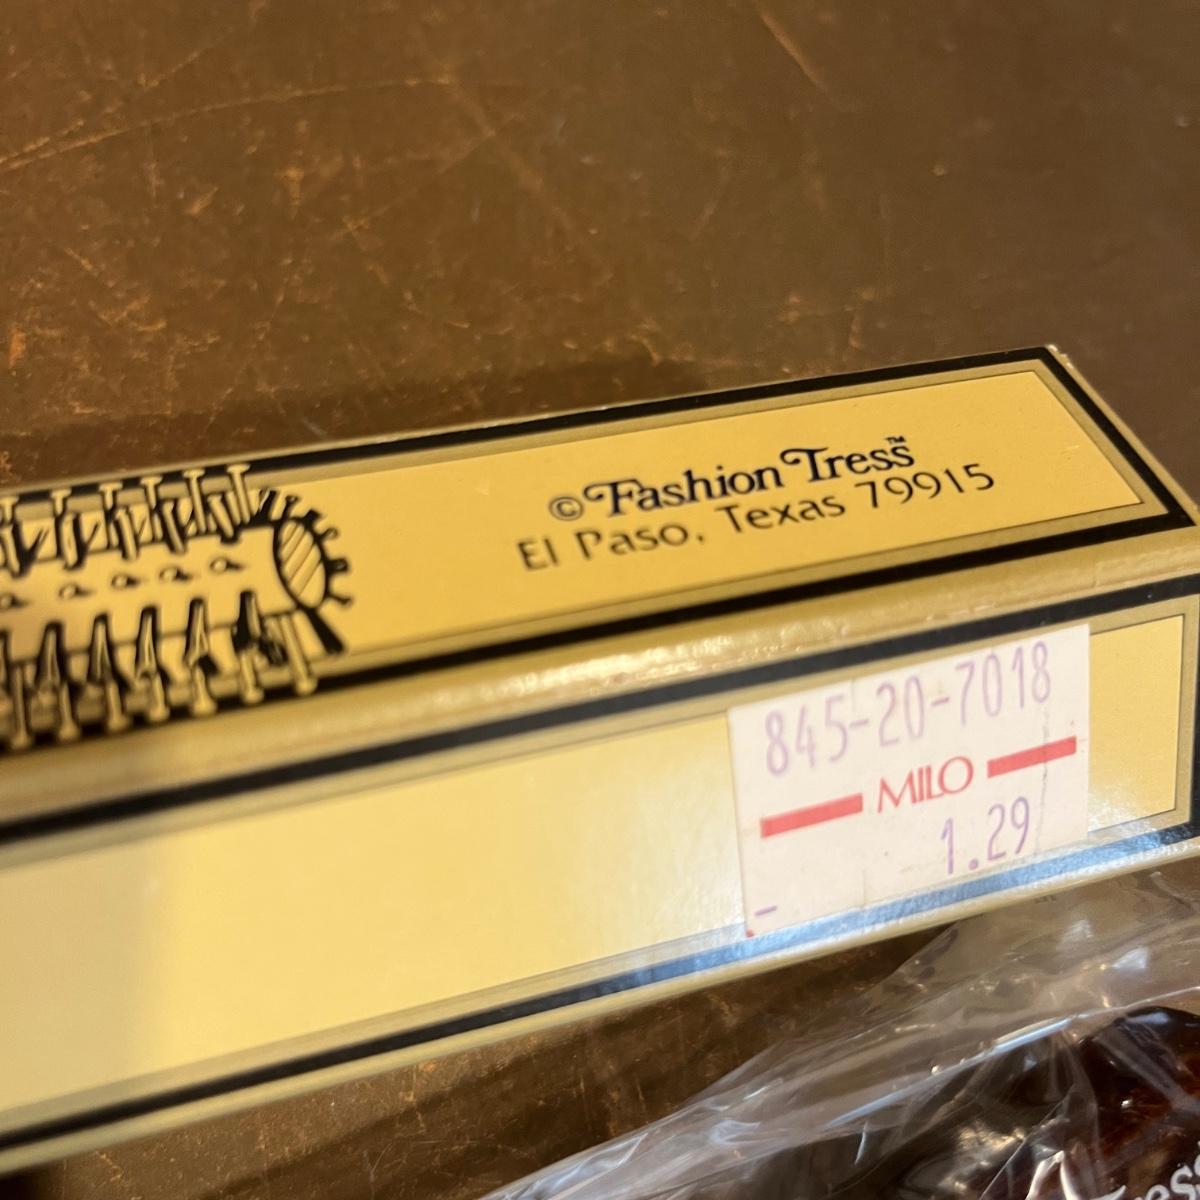 © Fashion Tress™
El Paso, Texas 79915
845-20-7018
MILO
1.29